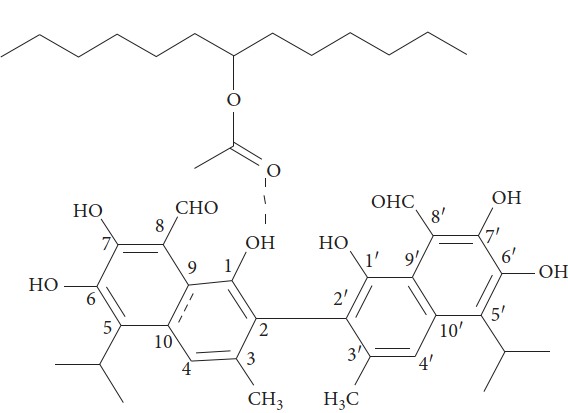 O
O
HO
CHO
8
7
OH
HO
6
9
1
5
10
2
4
3
CH₃
OHC
8′
OH
7′
HO
1′
9′
6′
OH
2′
5′
10′
3′
4′
H₃C